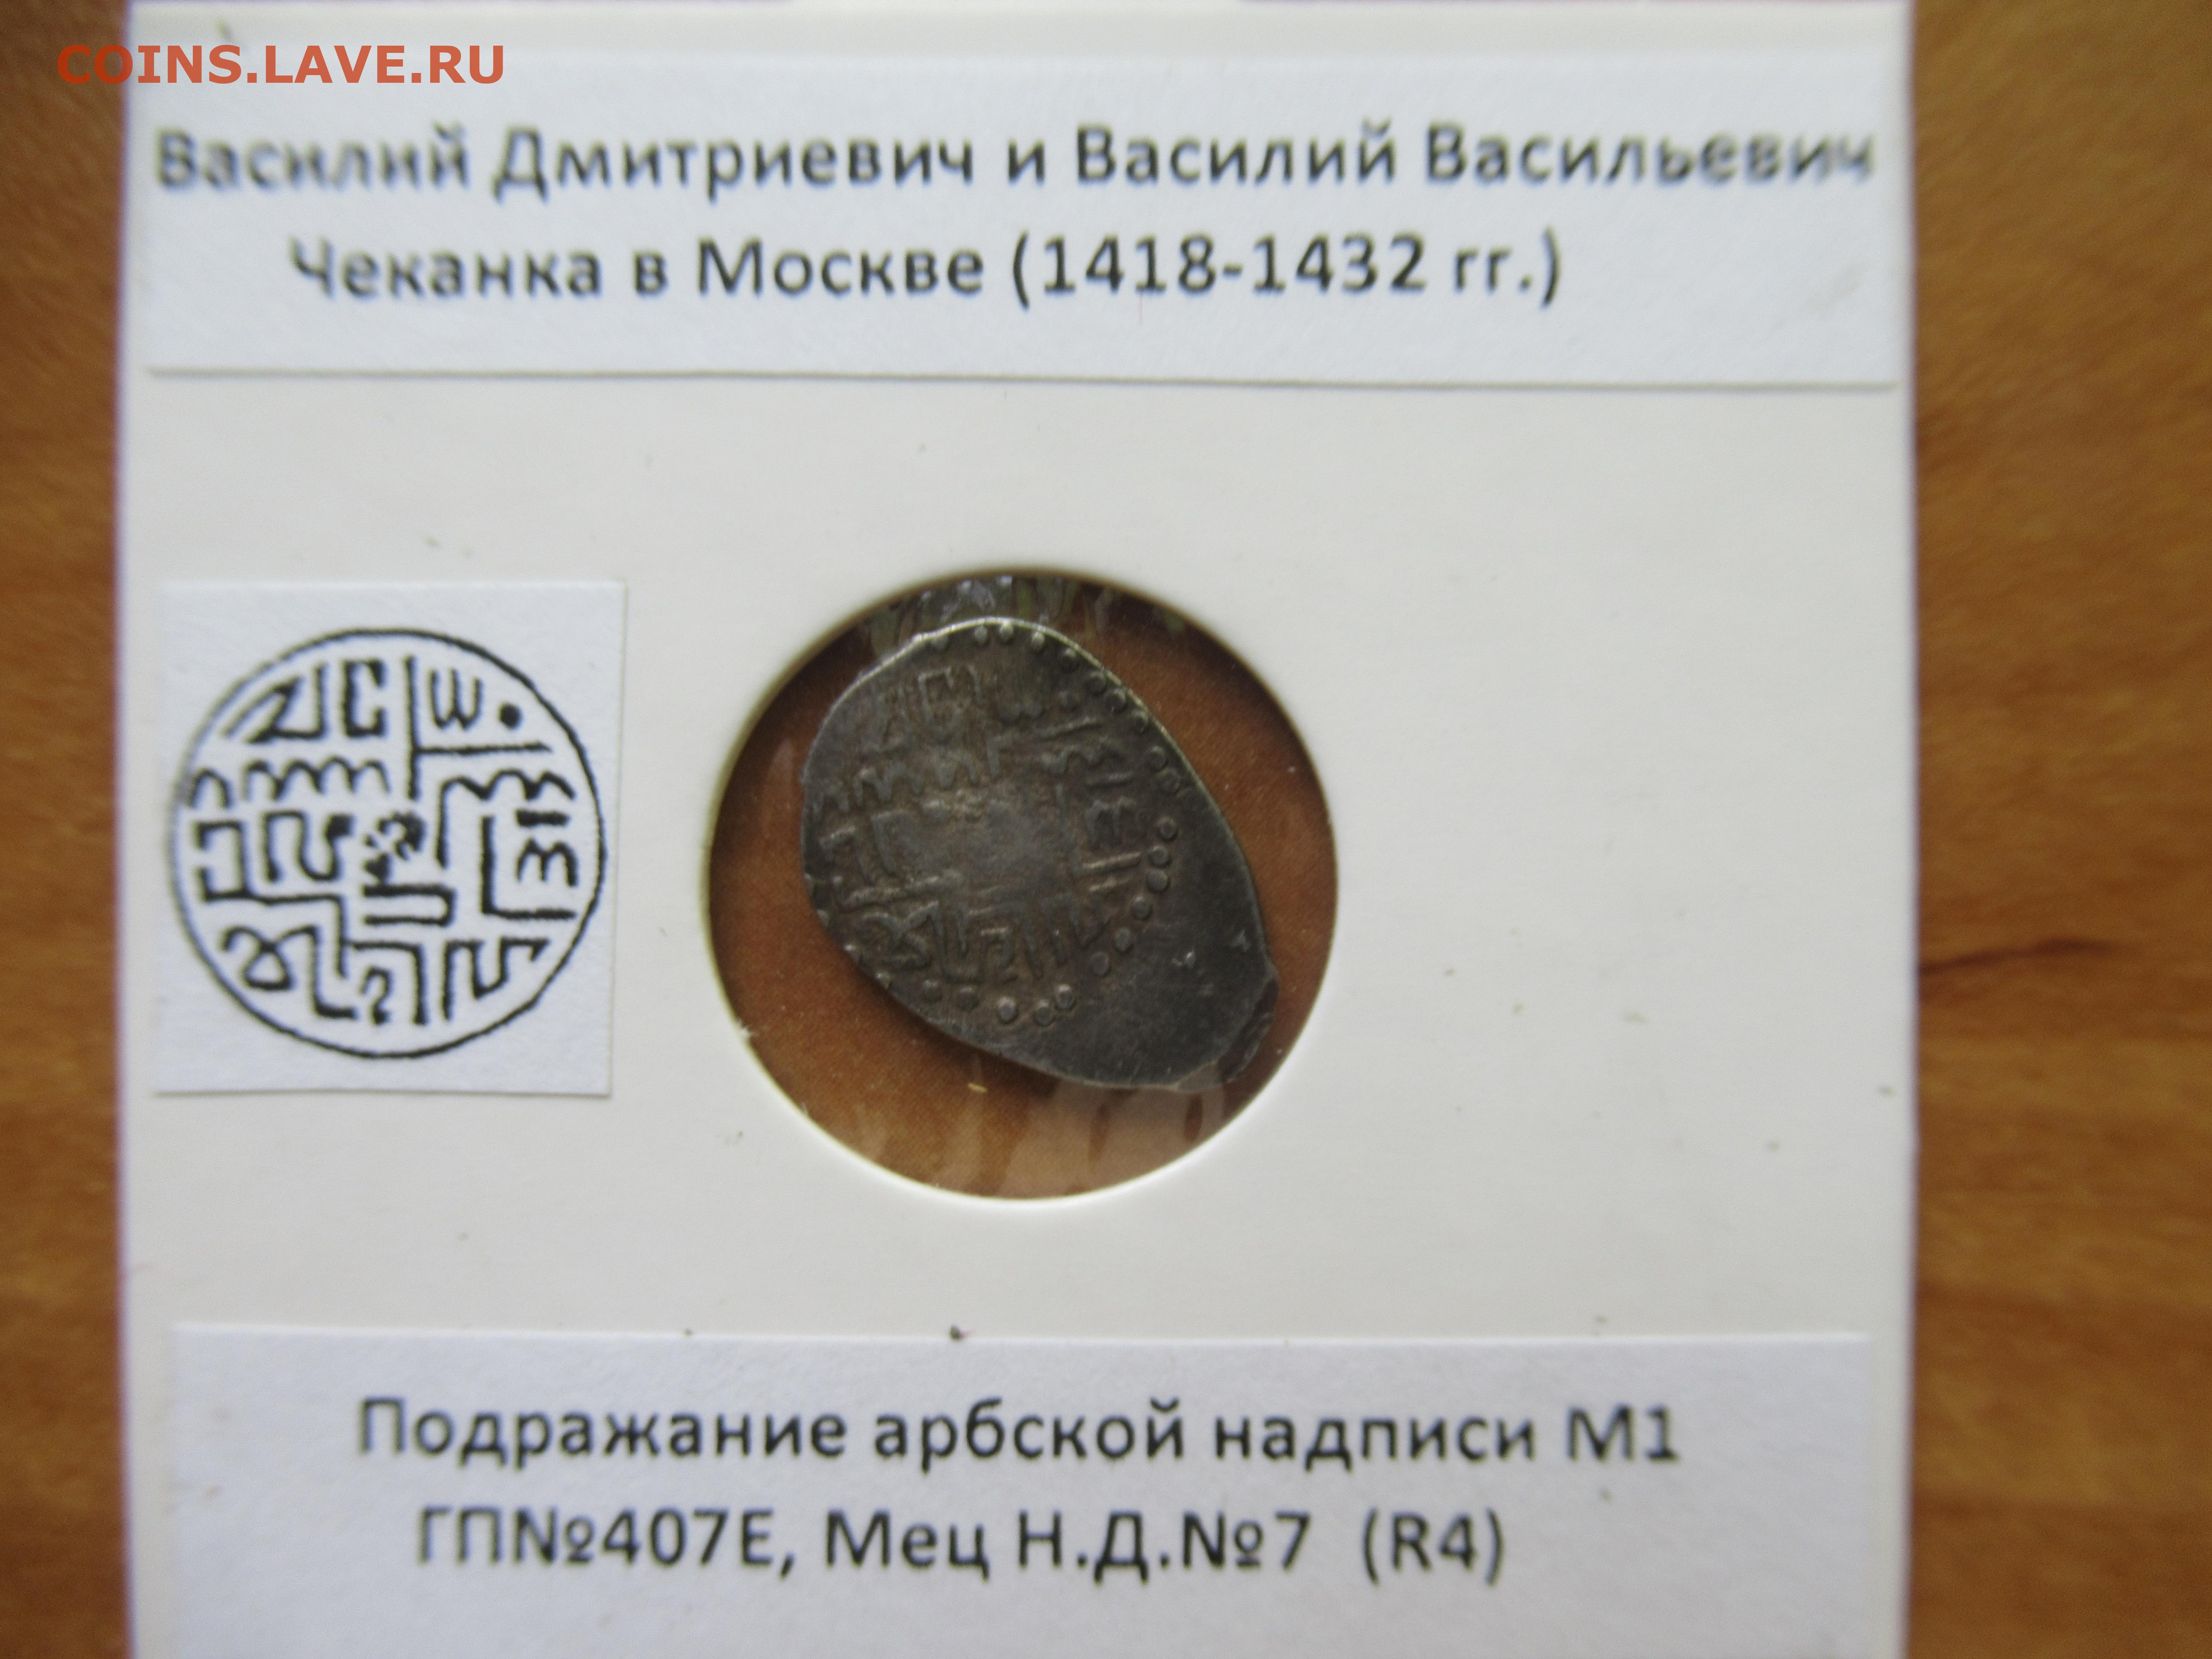 COINS.LAVE.RU
Василий Дмитриевич и Василий Васильевич
Чеканка в Москве (1418-1432 гг.)
Подражание арбской надписи М1
ГП№407Е, Мец Н.Д.№7 (R4)